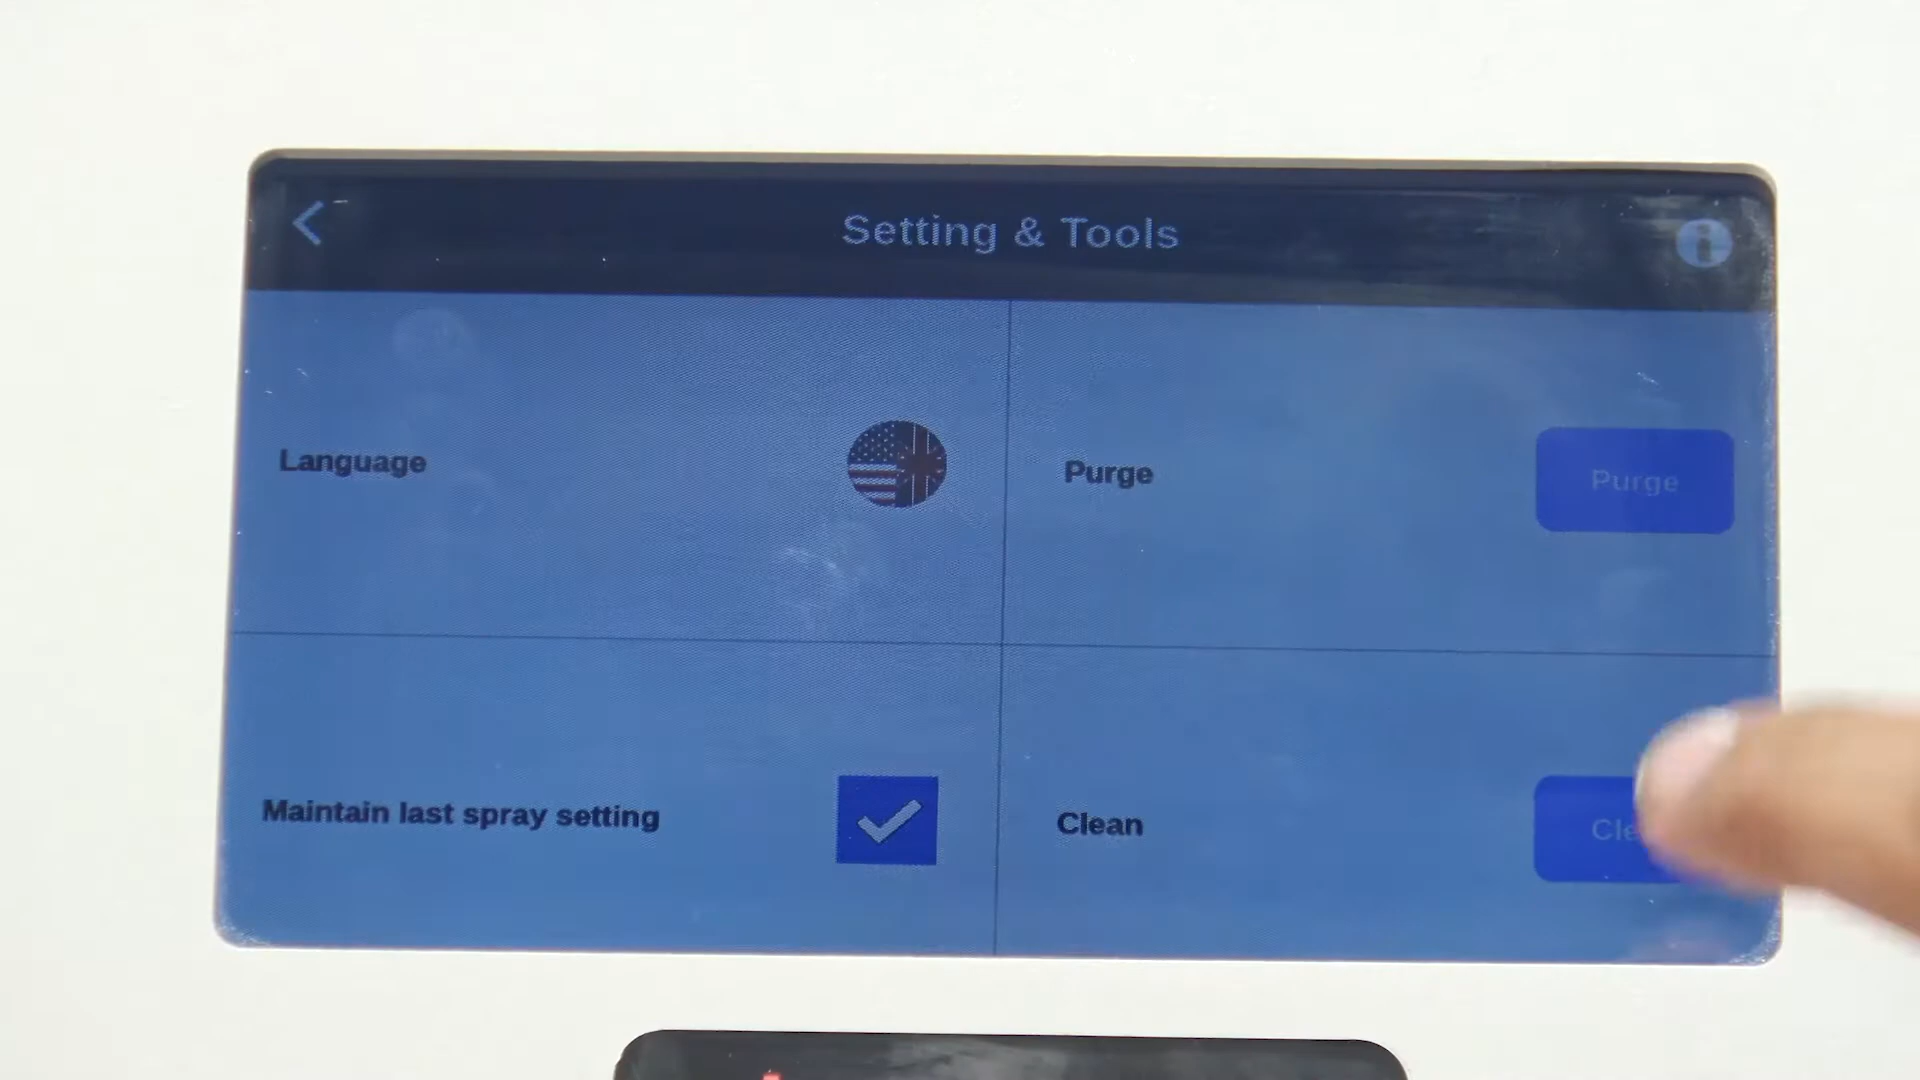 Setting & Tools
Language
Purge
Purge
Maintain last spray setting
Clean